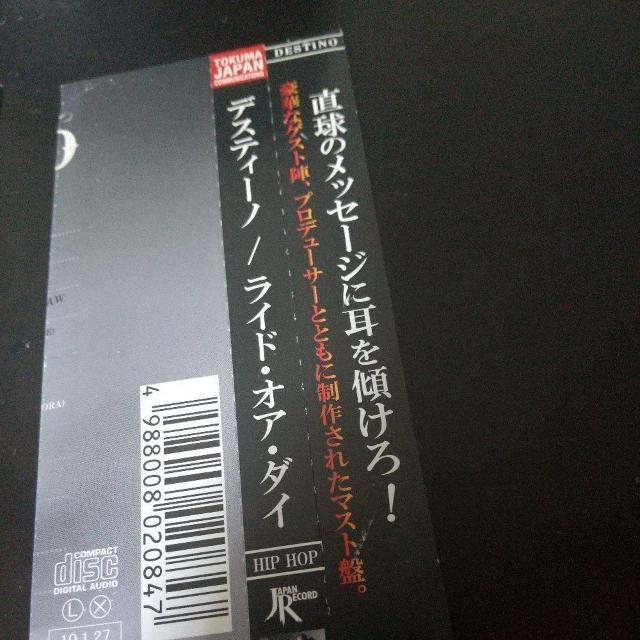 TOKUMA
JAPAN
COMMUNICATIONS
DESTINO
直球のメッセージに耳を傾けろ!
豪華なゲスト陣、プロデューサーとともに制作されたマスト盤。
デスティーノ / ライド・オア・ダイ
HIP HOP
JAPAN
RECORD
4 988008 020847
COMPACT
disc
DIGITAL AUDIO
L X
10.1.27